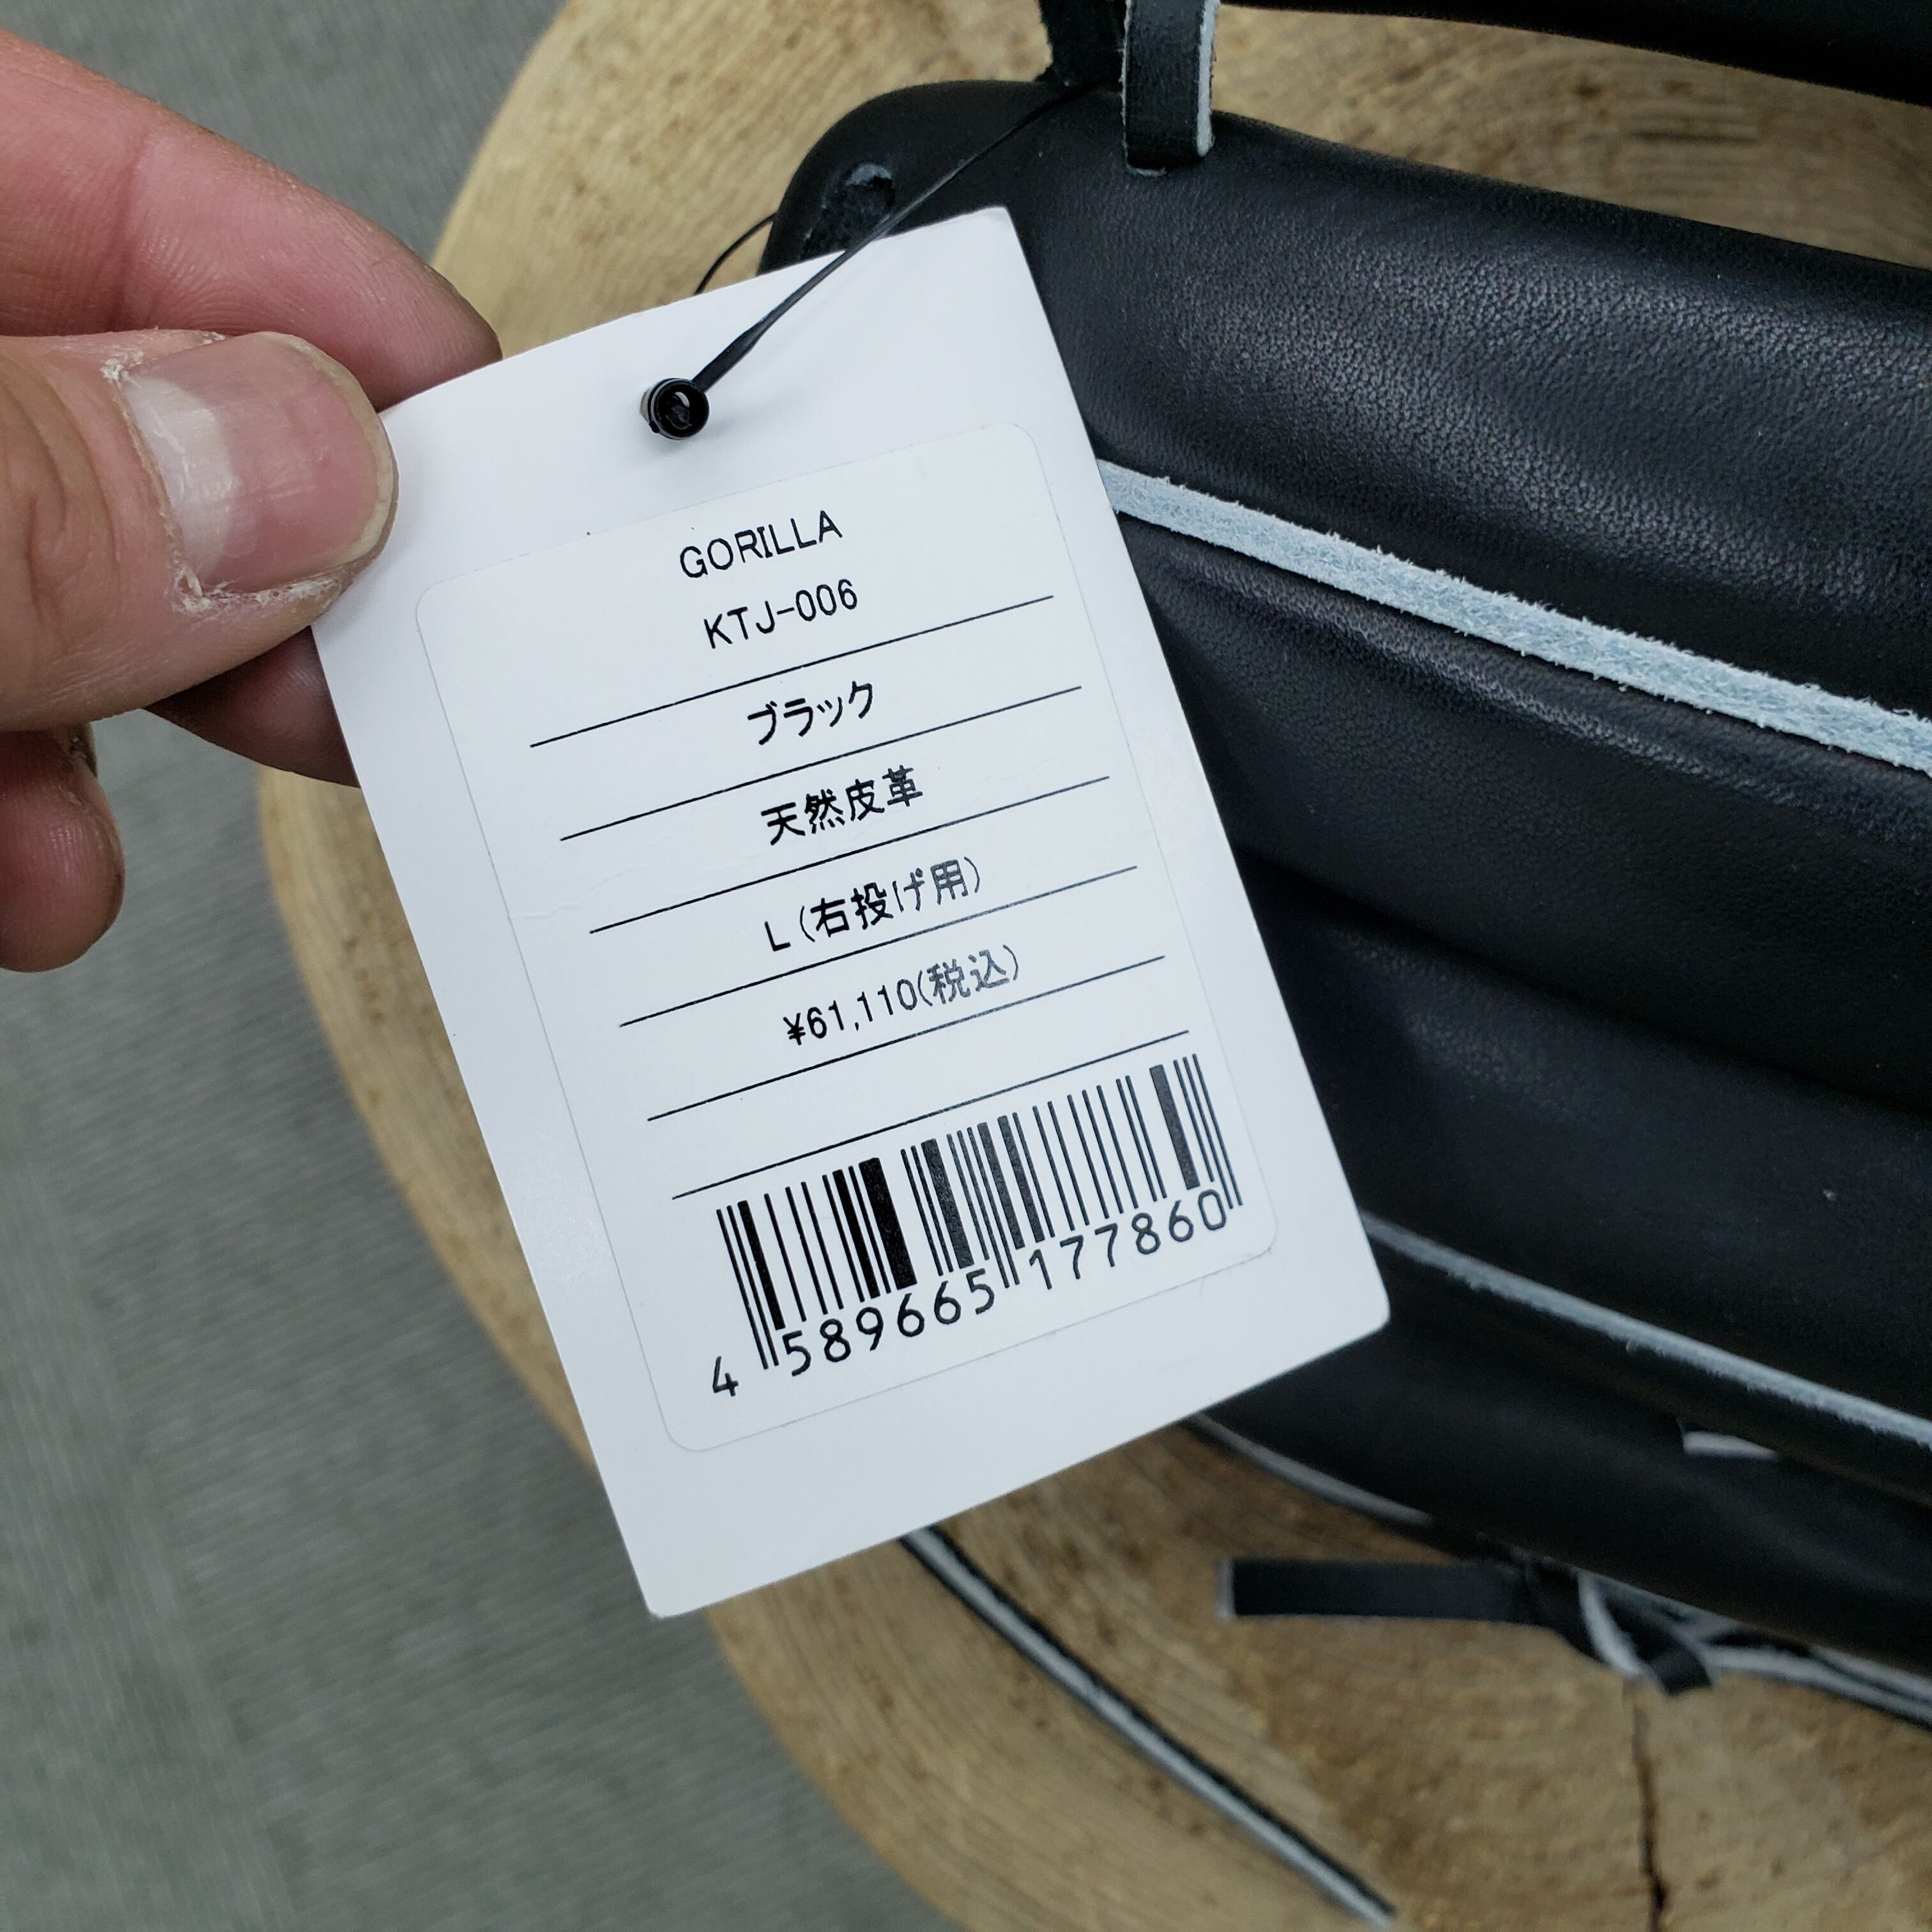 GORILLA
KTJ-006
ブラック
天然皮革
L(右投げ用)
¥61,110(税込)
4 589665 177860